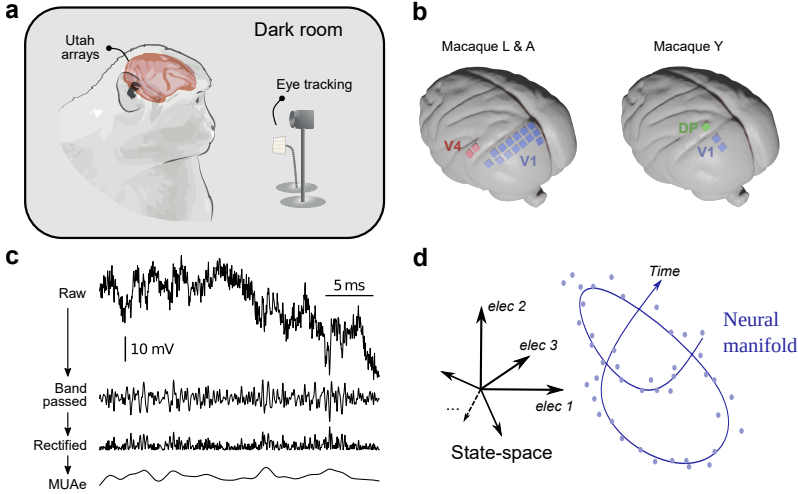 a
Dark room
Utah
arrays
Eye tracking
b
Macaque L & A
Macaque Y
V4
V1
DP
V1
c
Raw
5 ms
10 mV
Band
passed
Rectified
MUAe
d
Time
elec 2
elec 3
elec 1
...
State-space
Neural
manifold